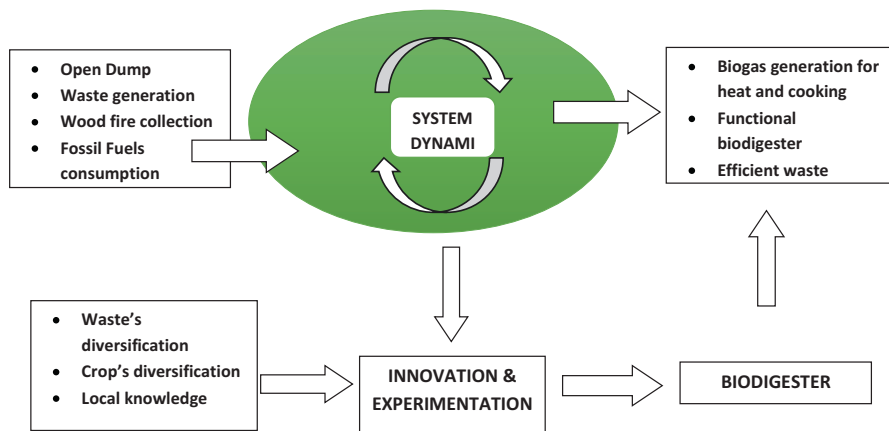 Open Dump
Waste generation
Wood fire collection
Fossil Fuels
consumption
SYSTEM
DYNAMI
Biogas generation for
heat and cooking
Functional
biodigester
Efficient waste
Waste's
diversification
Crop's diversification
Local knowledge
INNOVATION &
EXPERIMENTATION
BIODIGESTER